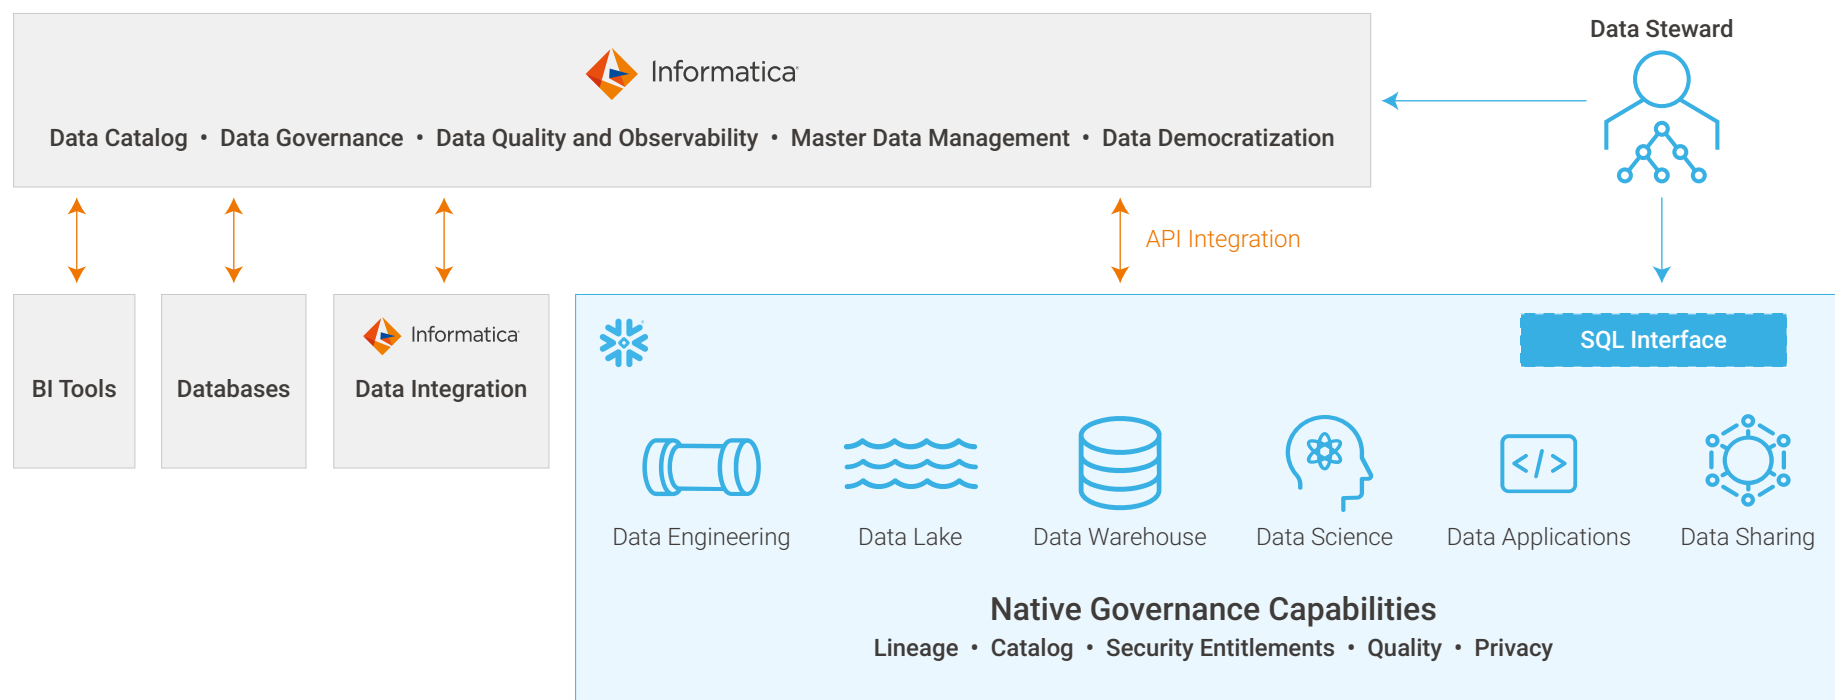 Data Steward
Informatica
Data Catalog • Data Governance • Data Quality and Observability • Master Data Management • Data Democratization
API Integration
BI Tools
Databases
Informatica
Data Integration
SQL Interface
</>
Data Engineering
Data Lake
Data Warehouse
Data Science
Data Applications
Data Sharing
Native Governance Capabilities
Lineage • Catalog • Security Entitlements • Quality • Privacy